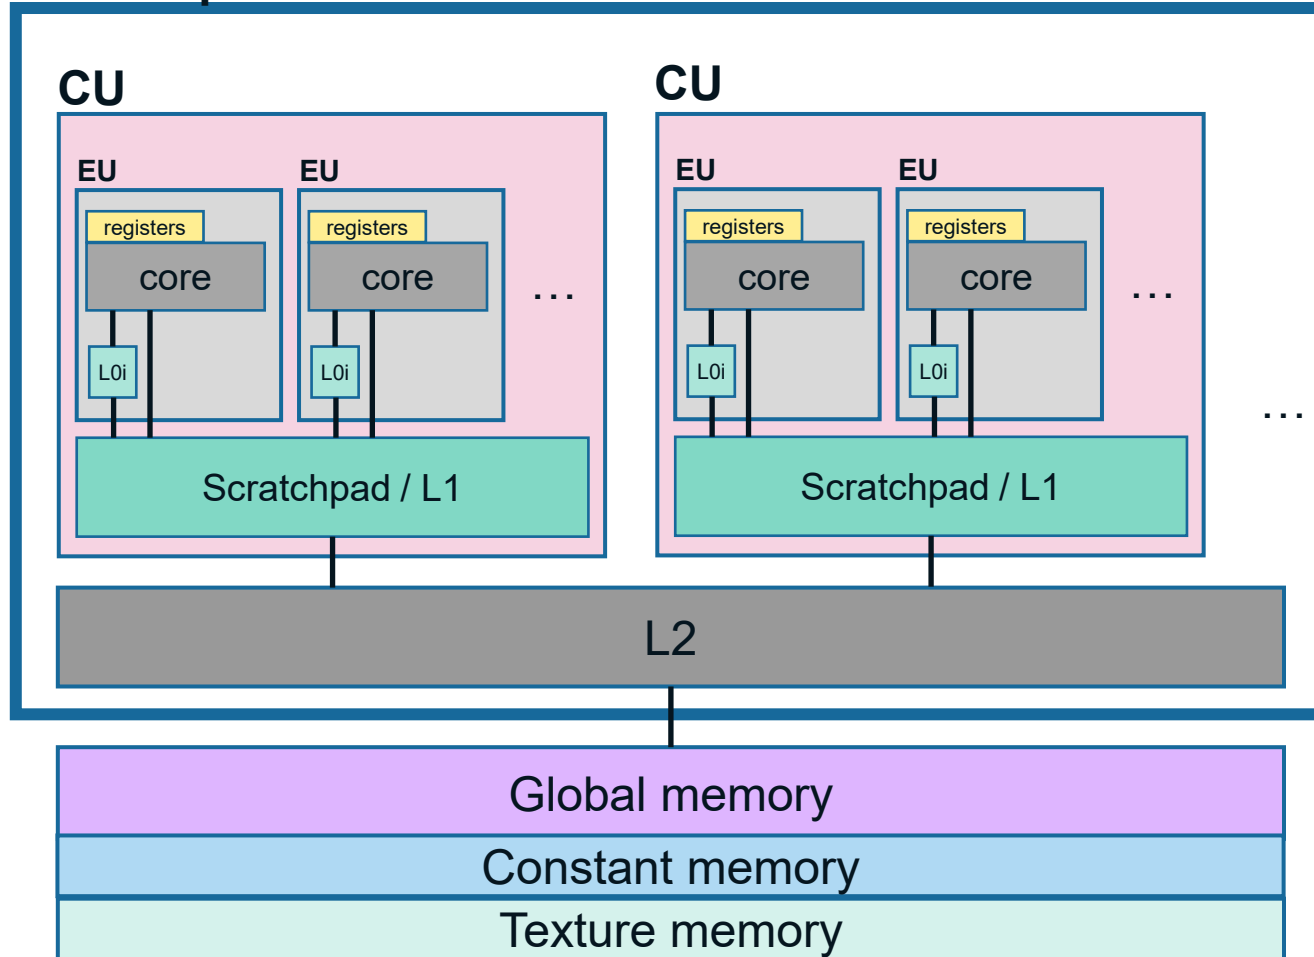 CU
CU
EU
EU
EU
EU
registers
registers
registers
registers
core
core
…
core
core
…
L0i
L0i
L0i
L0i
…
Scratchpad / L1
Scratchpad / L1
L2
Global memory
Constant memory
Texture memory